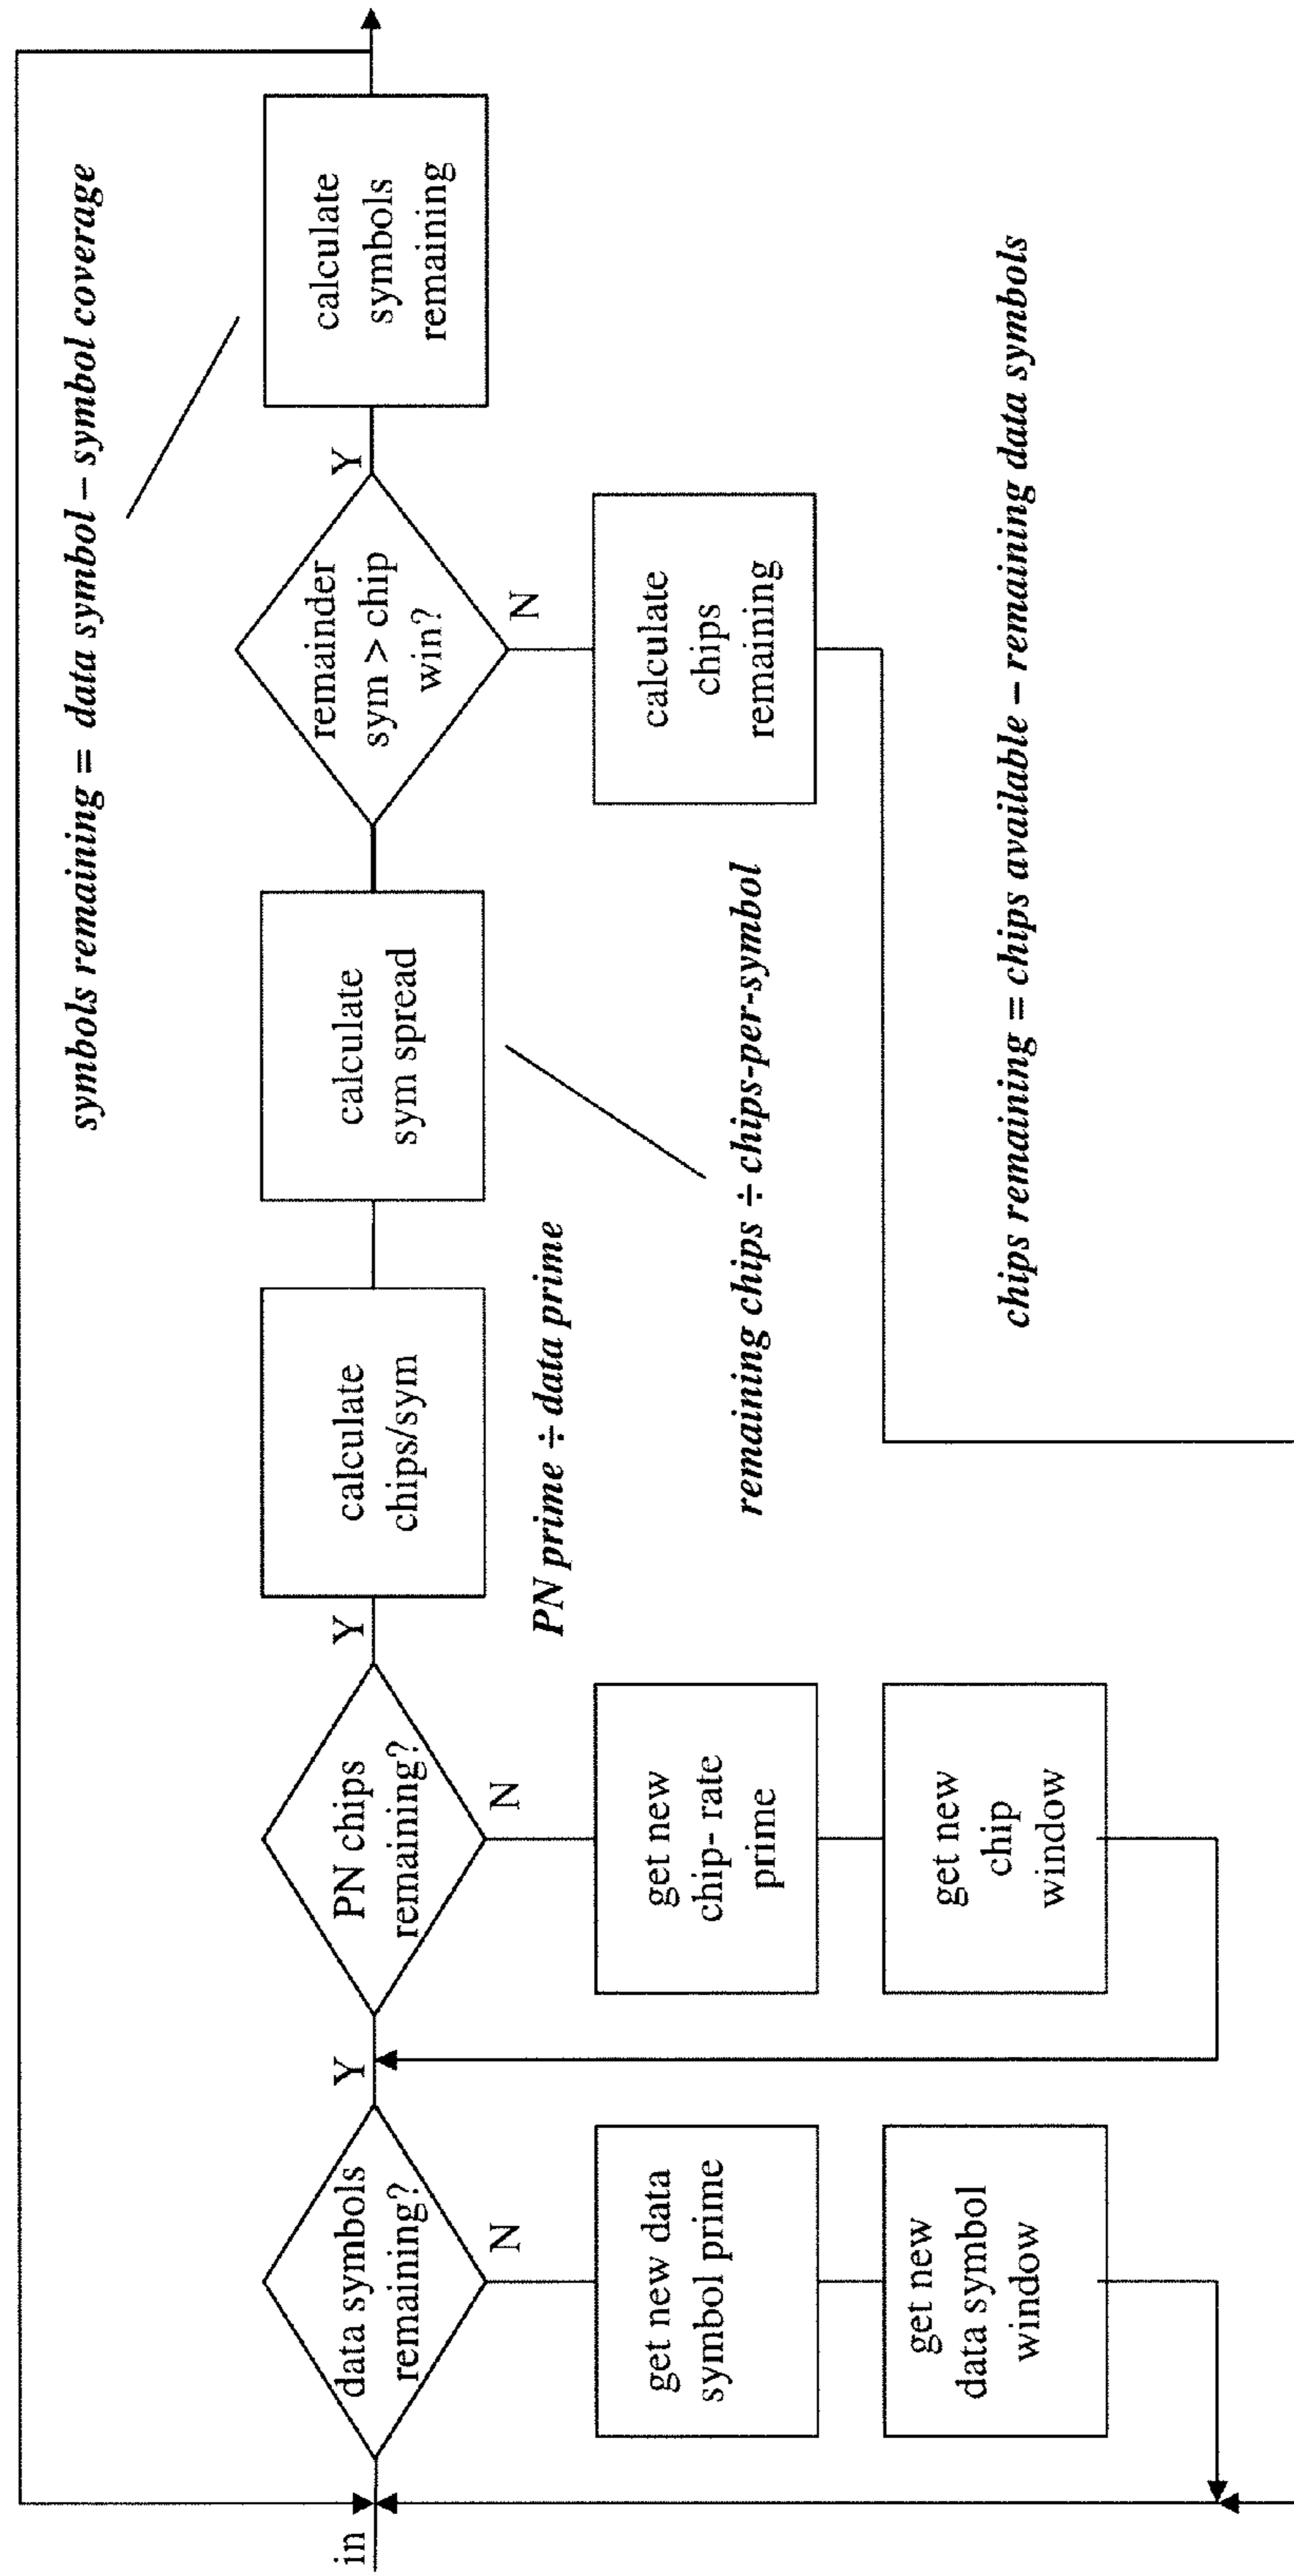 symbols remaining = data symbol – symbol coverage
in
data symbols
remaining?
Y
N
get new data
symbol prime
get new
data symbol
window
PN chips
remaining?
Y
N
get new
chip- rate
prime
get new
chip
window
calculate
chips/sym
PN prime ÷ data prime
calculate
sym spread
remaining chips ÷ chips-per-symbol
remainder
sym > chip
win?
Y
N
calculate
chips
remaining
chips remaining = chips available – remaining data symbols
calculate
symbols
remaining